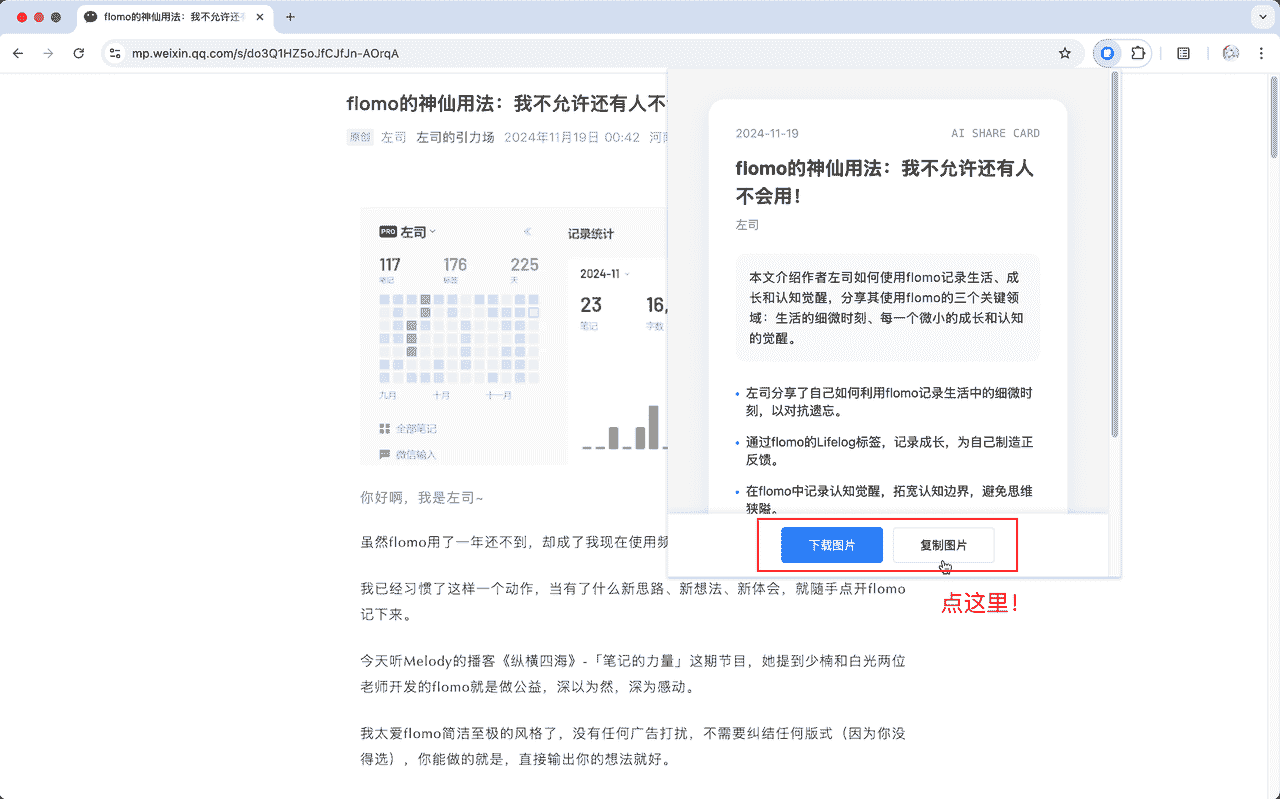 flomo的神仙用法：我不允许还
mp.weixin.qq.com/s/do3Q1HZ5oJfCJfJn-AOrqA
flomo的神仙用法：我不允许还有人不
原创 左司 左司的引力场 2024年11月19日 00:42 河
PRO 左司
117 176 225
笔记 标签 天
九月 十月 十一月
全部笔记
微信输入
记录统计
2024-11
23 16,
笔记 字数
你好啊，我是左司~
虽然flomo用了一年还不到，却成了我现在使用频
我已经习惯了这样一个动作，当有了什么新思路、新想法、新体会，就随手点开flomo
记下来。
今天听Melody的播客《纵横四海》-「笔记的力量」这期节目，她提到少楠和白光两位
老师开发的flomo就是做公益，深以为然，深为感动。
我太爱flomo简洁至极的风格了，没有任何广告打扰，不需要纠结任何版式（因为你没
得选），你能做的就是，直接输出你的想法就好。
2024-11-19 AI SHARE CARD
flomo的神仙用法：我不允许还有人
不会用！
左司
本文介绍作者左司如何使用flomo记录生活、成
长和认知觉醒，分享其使用flomo的三个关键领
域：生活的细微时刻、每一个微小的成长和认知
的觉醒。
左司分享了自己如何利用flomo记录生活中的细微时
刻，以对抗遗忘。
通过flomo的Lifelog标签，记录成长，为自己制造正
反馈。
在flomo中记录认知觉醒，拓宽认知边界，避免思维
狭隘。
下载图片 复制图片
点这里！